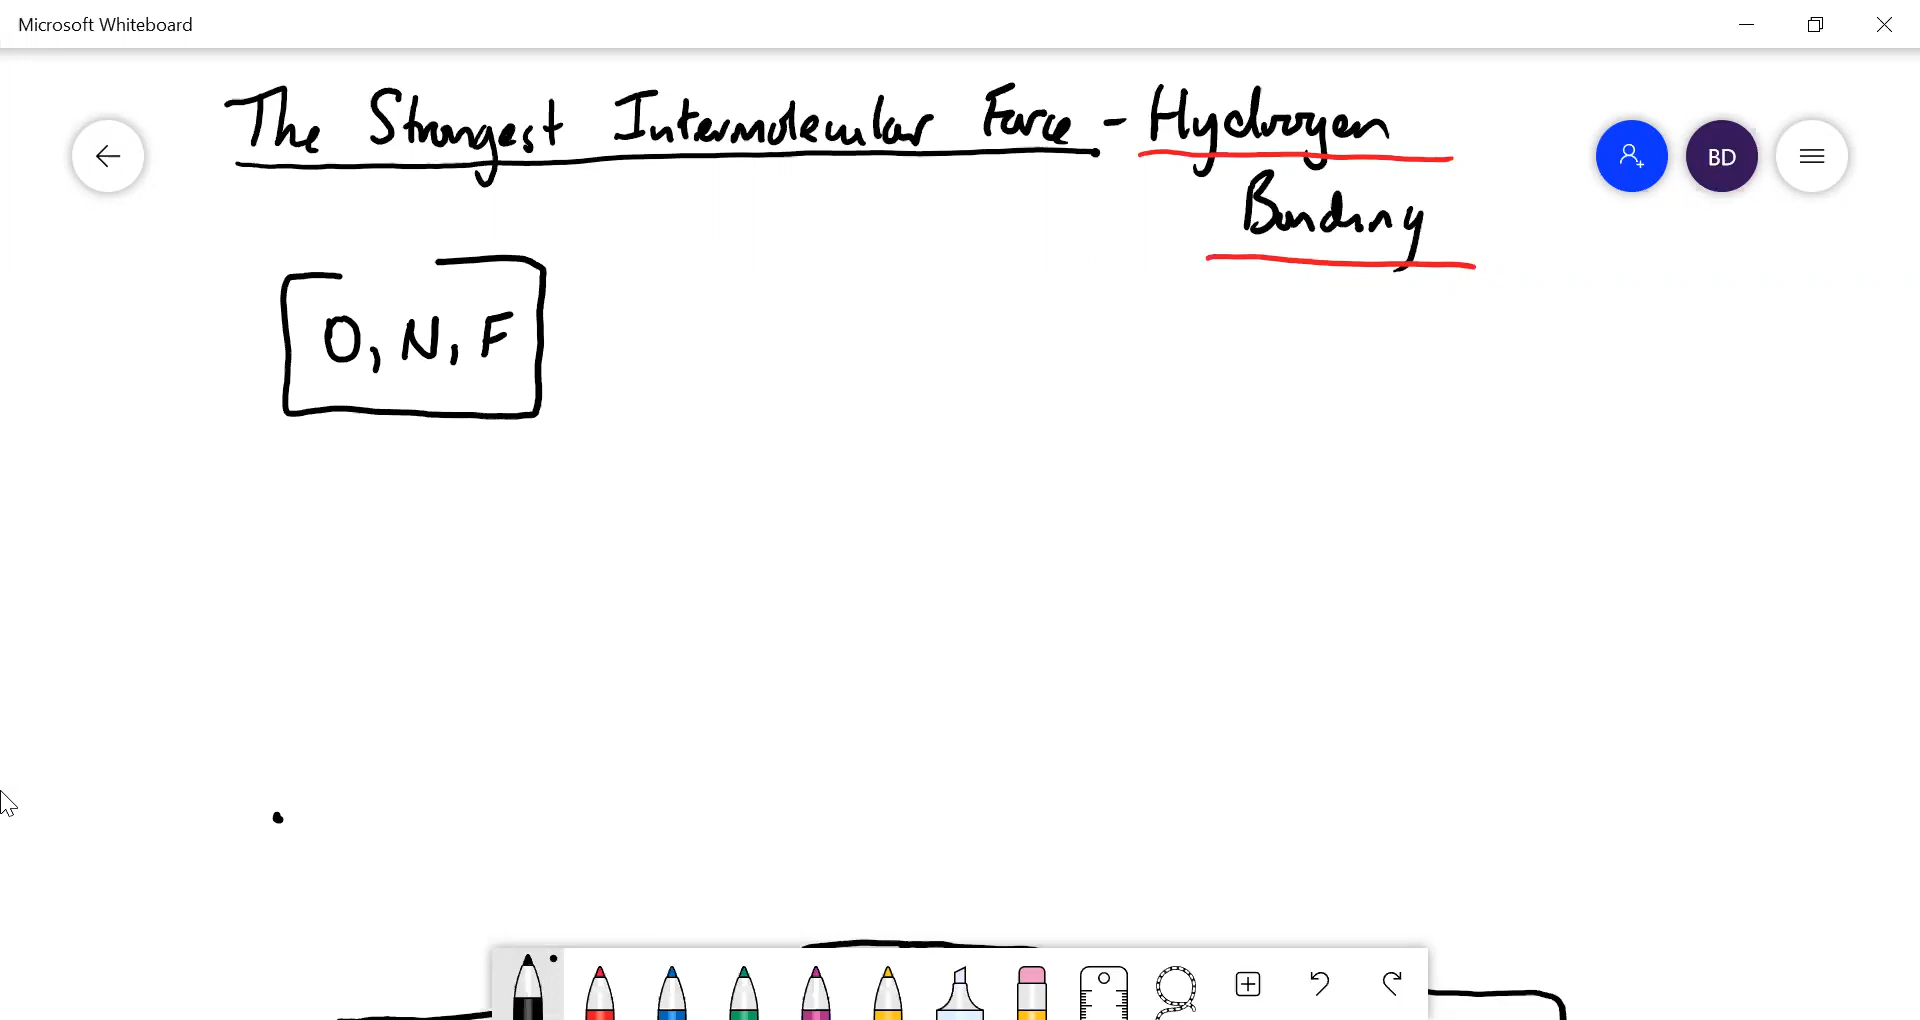 Microsoft Whiteboard
The Strongest Intermolecular Force - Hydrogen
Bonding
BD
O, N, F